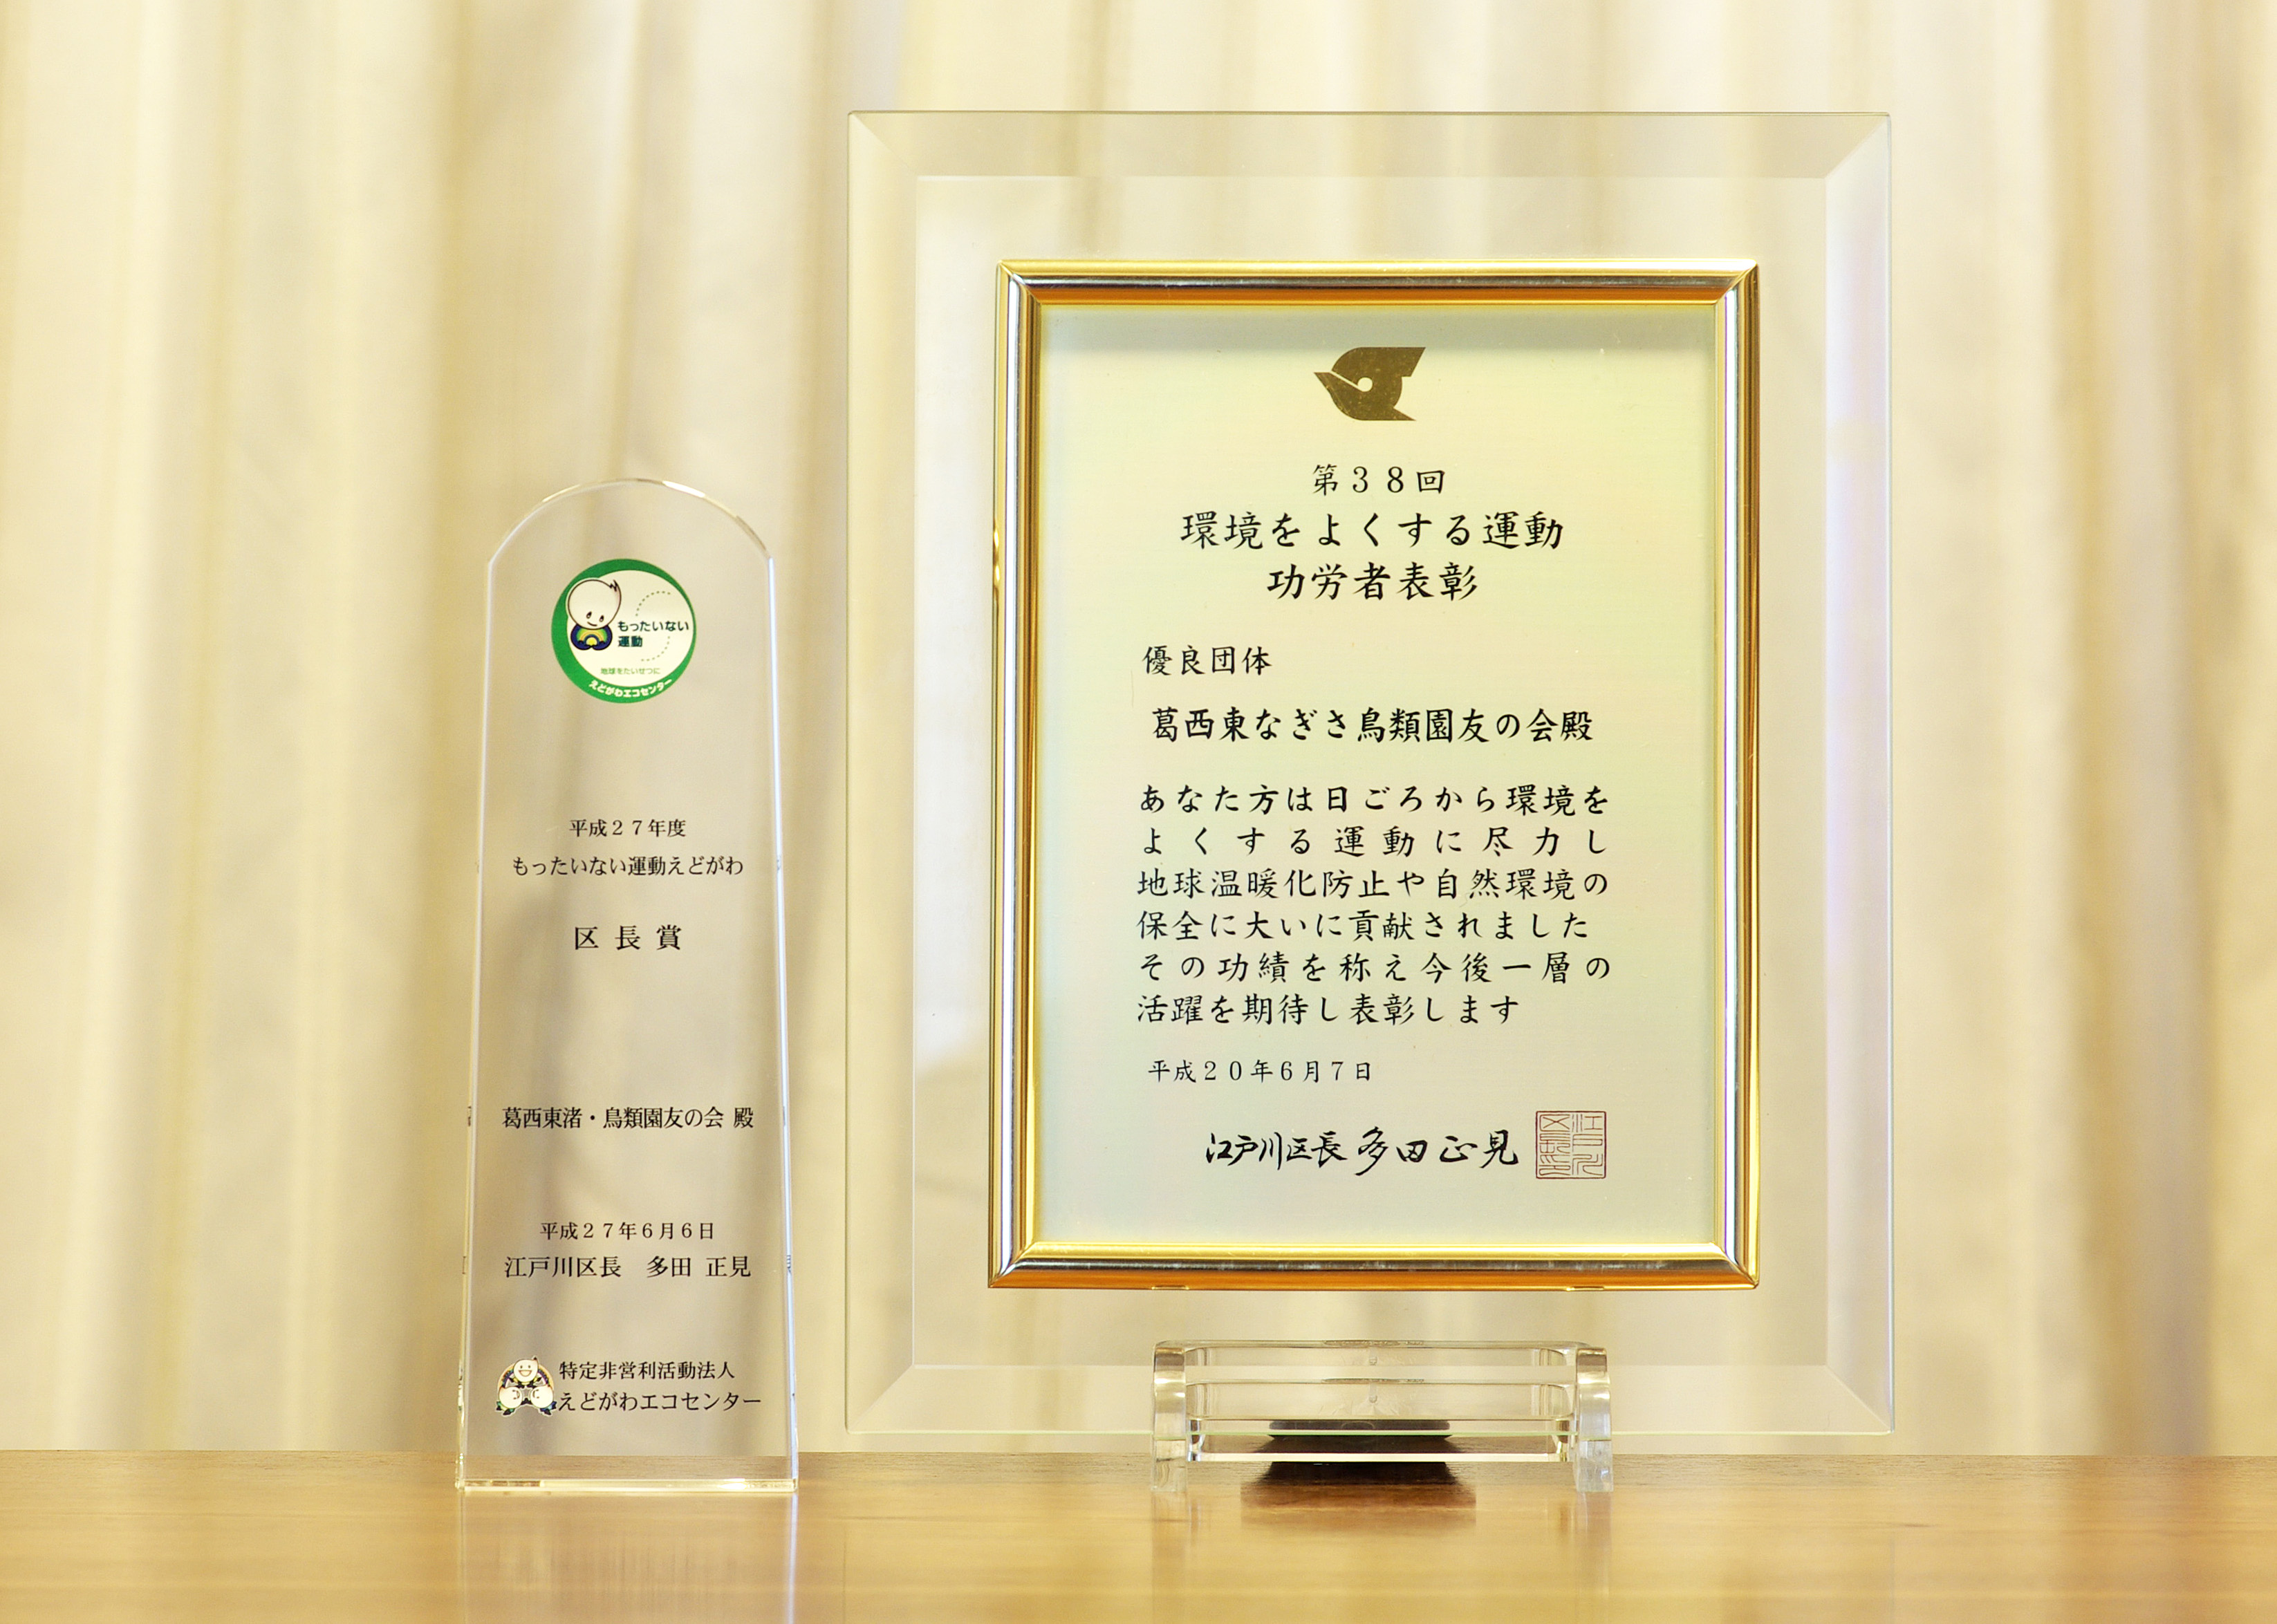 もったいない
運動
地球をたいせつに
えどがわエコセンター
平成２７年度
もったいない運動えどがわ
区 長 賞
葛西東渚・鳥類園友の会 殿
平成２７年６月６日
江戸川区長　多田 正見
特定非営利活動法人
えどがわエコセンター
第３８回
環境をよくする運動
功労者表彰
優良団体
葛西東なぎさ鳥類園友の会殿
あなた方は日ごろから環境を
よくする運動に尽力し
地球温暖化防止や自然環境の
保全に大いに貢献されました
その功績を称え今後一層の
活躍を期待し表彰します
平成２０年６月７日
江戸川区長 多田正見
江戸川
区長印